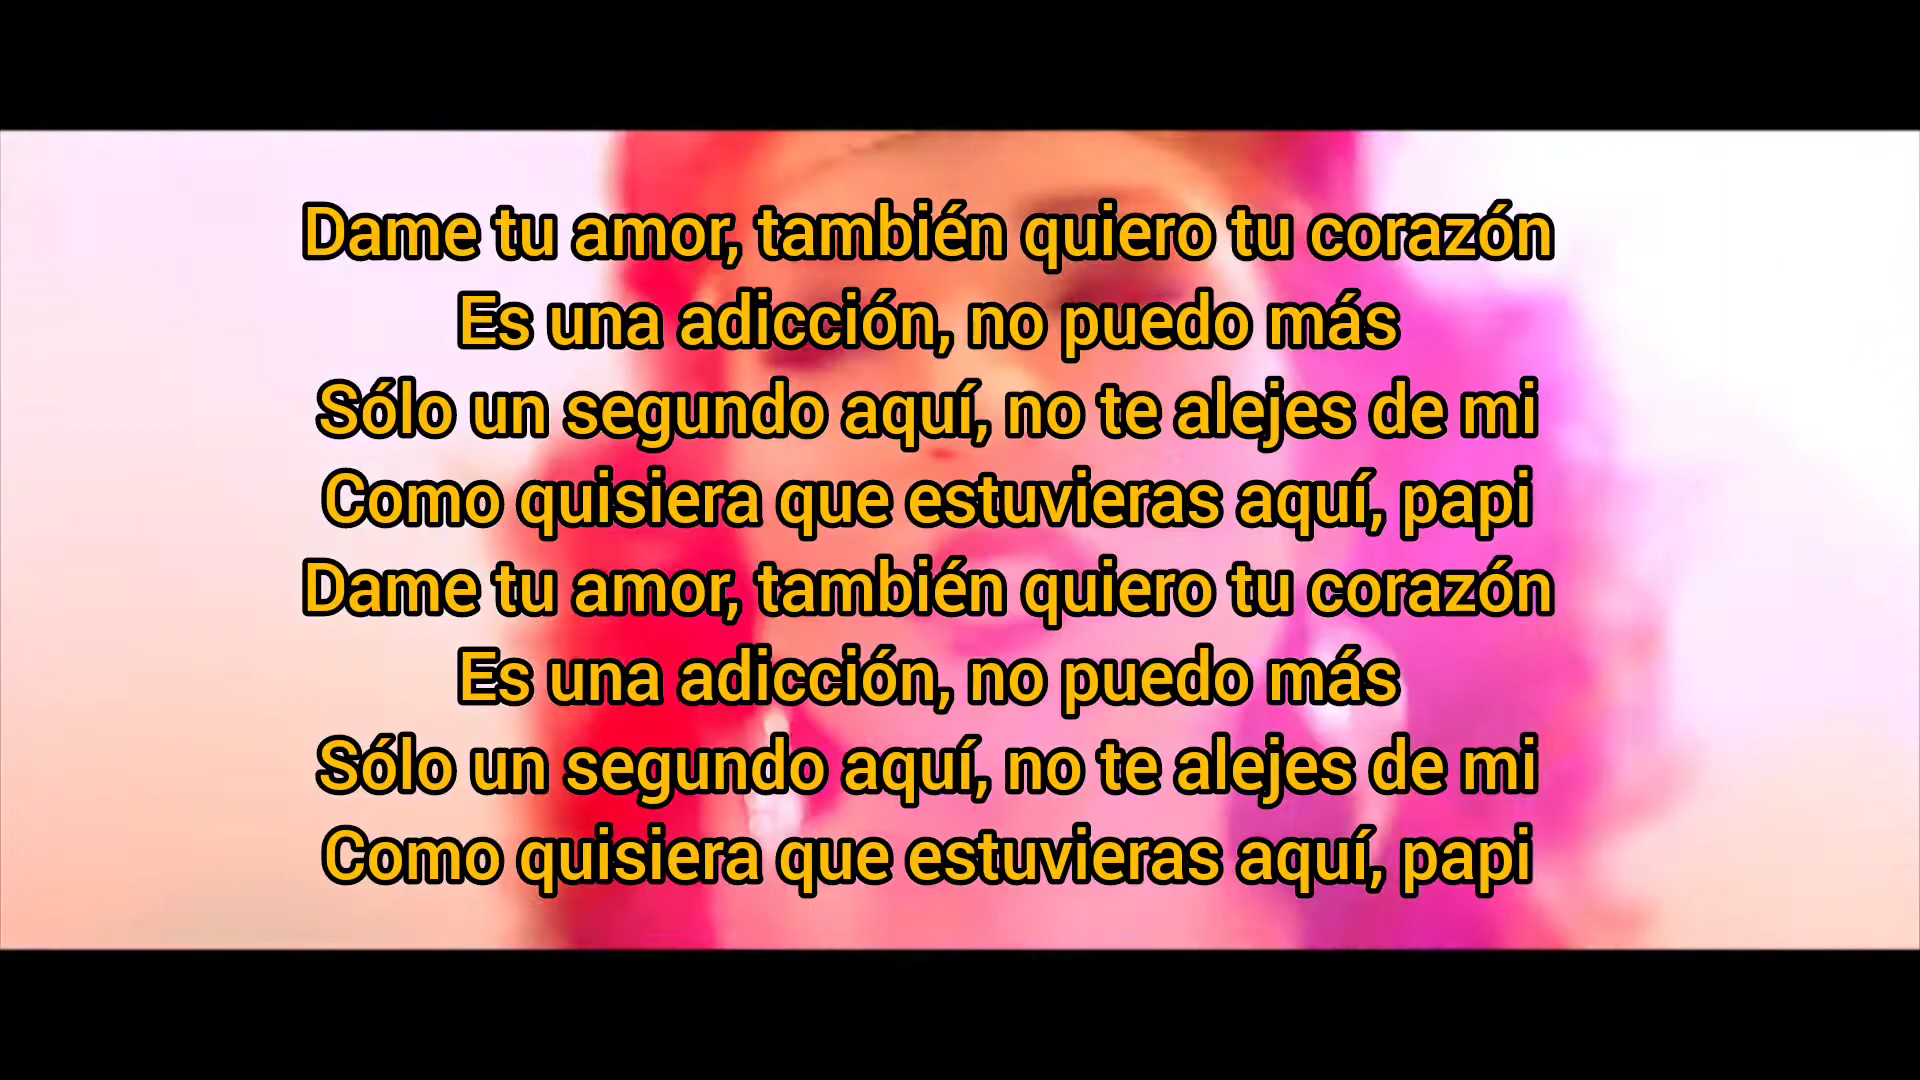 Dame tu amor, también quiero tu corazón
Es una adicción, no puedo más
Sólo un segundo aquí, no te alejes de mi
Como quisiera que estuvieras aquí, papi
Dame tu amor, también quiero tu corazón
Es una adicción, no puedo más
Sólo un segundo aquí, no te alejes de mi
Como quisiera que estuvieras aquí, papi